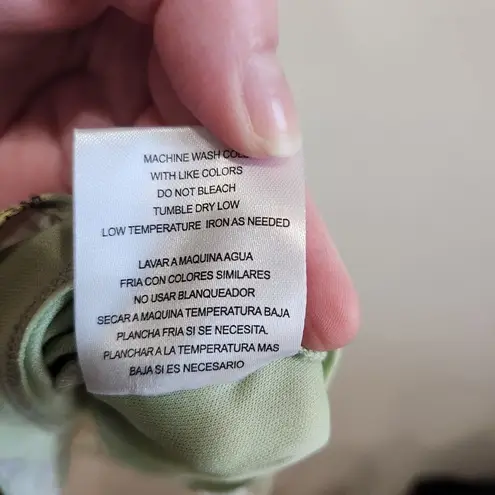 MACHINE WASH COL
WITH LIKE COLORS
DO NOT BLEACH
TUMBLE DRY LOW
LOW TEMPERATURE IRON AS NEEDED
LAVAR A MAQUINA AGUA
FRIA CON COLORES SIMILARES
NO USAR BLANQUEADOR
SECAR A MAQUINA TEMPERATURA BAJA
PLANCHA FRIA SI SE NECESITA.
PLANCHAR A LA TEMPERATURA MAS
BAJA SI ES NECESARIO